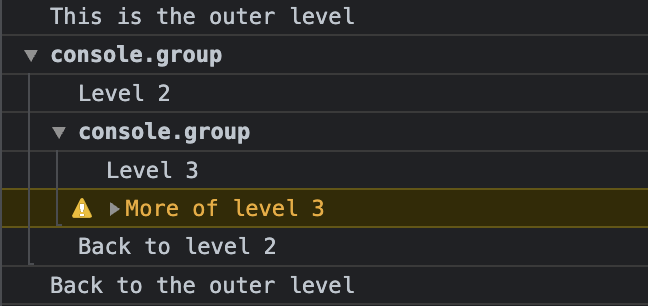 This is the outer level
console.group
Level 2
console.group
Level 3
More of level 3
Back to level 2
Back to the outer level